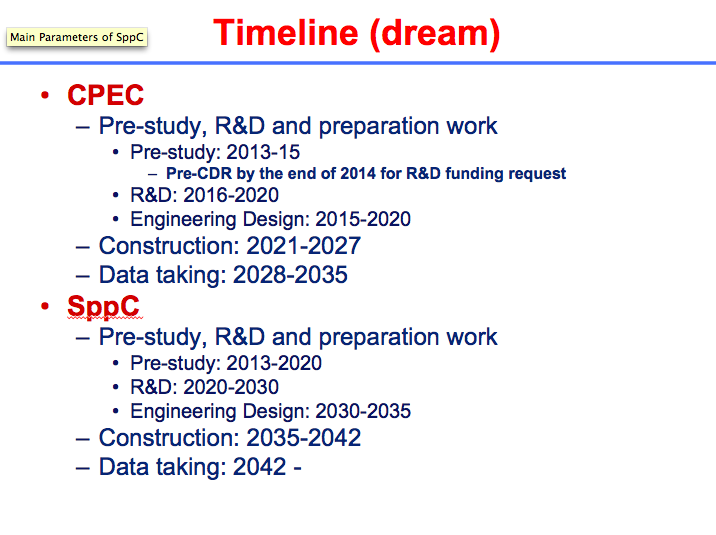 Main Parameters of SppC
Timeline (dream)
• CPEC
– Pre-study, R&D and preparation work
• Pre-study: 2013-15
– Pre-CDR by the end of 2014 for R&D funding request
• R&D: 2016-2020
• Engineering Design: 2015-2020
– Construction: 2021-2027
– Data taking: 2028-2035
• SppC
– Pre-study, R&D and preparation work
• Pre-study: 2013-2020
• R&D: 2020-2030
• Engineering Design: 2030-2035
– Construction: 2035-2042
– Data taking: 2042 -